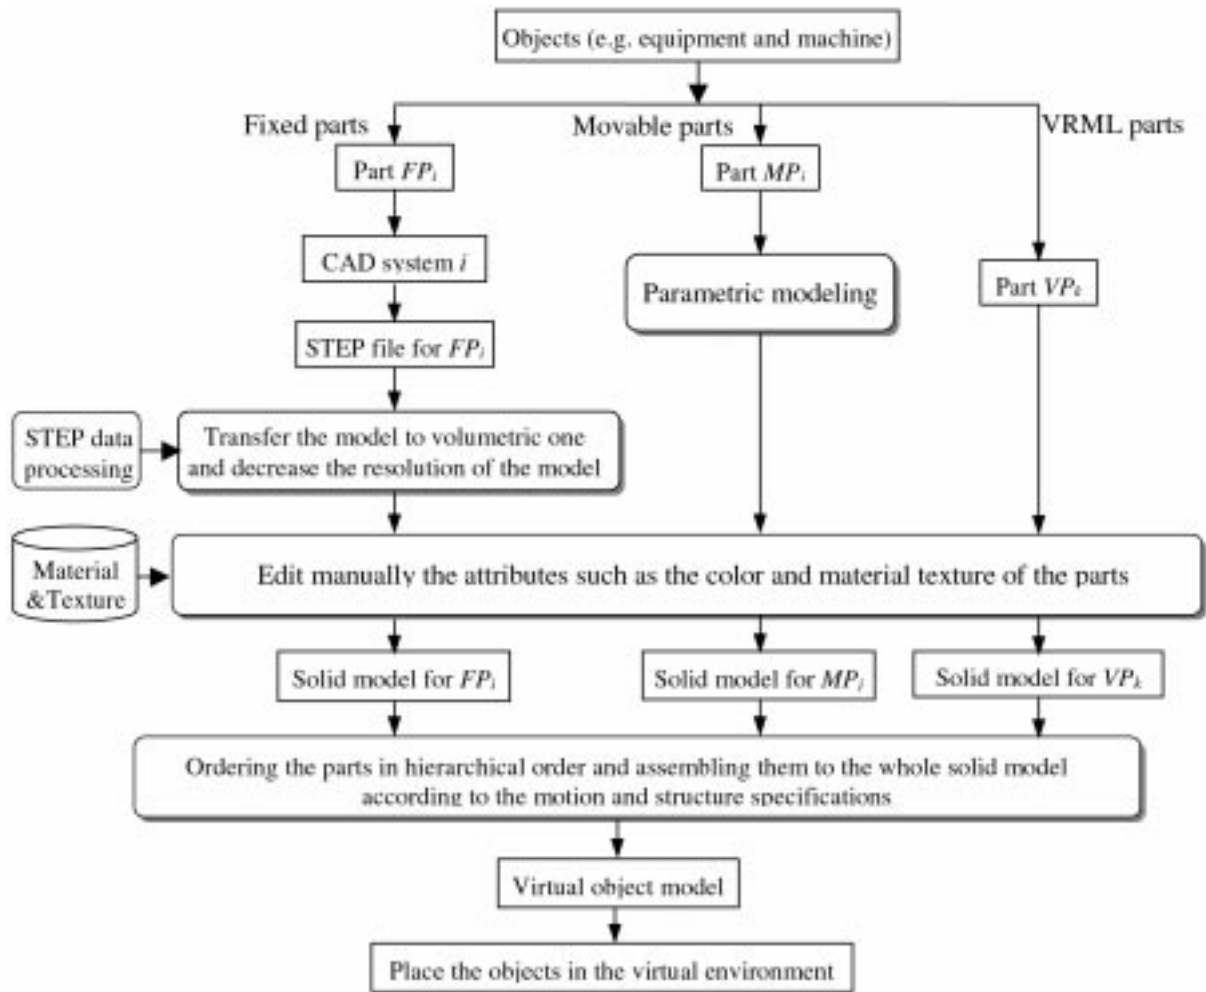 Objects (e.g. equipment and machine)
Fixed parts
Movable parts
VRML parts
Part FPi
Part MPi
CAD system i
Parametric modeling
Part VPk
STEP file for FPi
STEP data
processing
Transfer the model to volumetric one
and decrease the resolution of the model
Material
&Texture
Edit manually the attributes such as the color and material texture of the parts
Solid model for FPi
Solid model for MPj
Solid model for VPk
Ordering the parts in hierarchical order and assembling them to the whole solid model
according to the motion and structure specifications
Virtual object model
Place the objects in the virtual environment